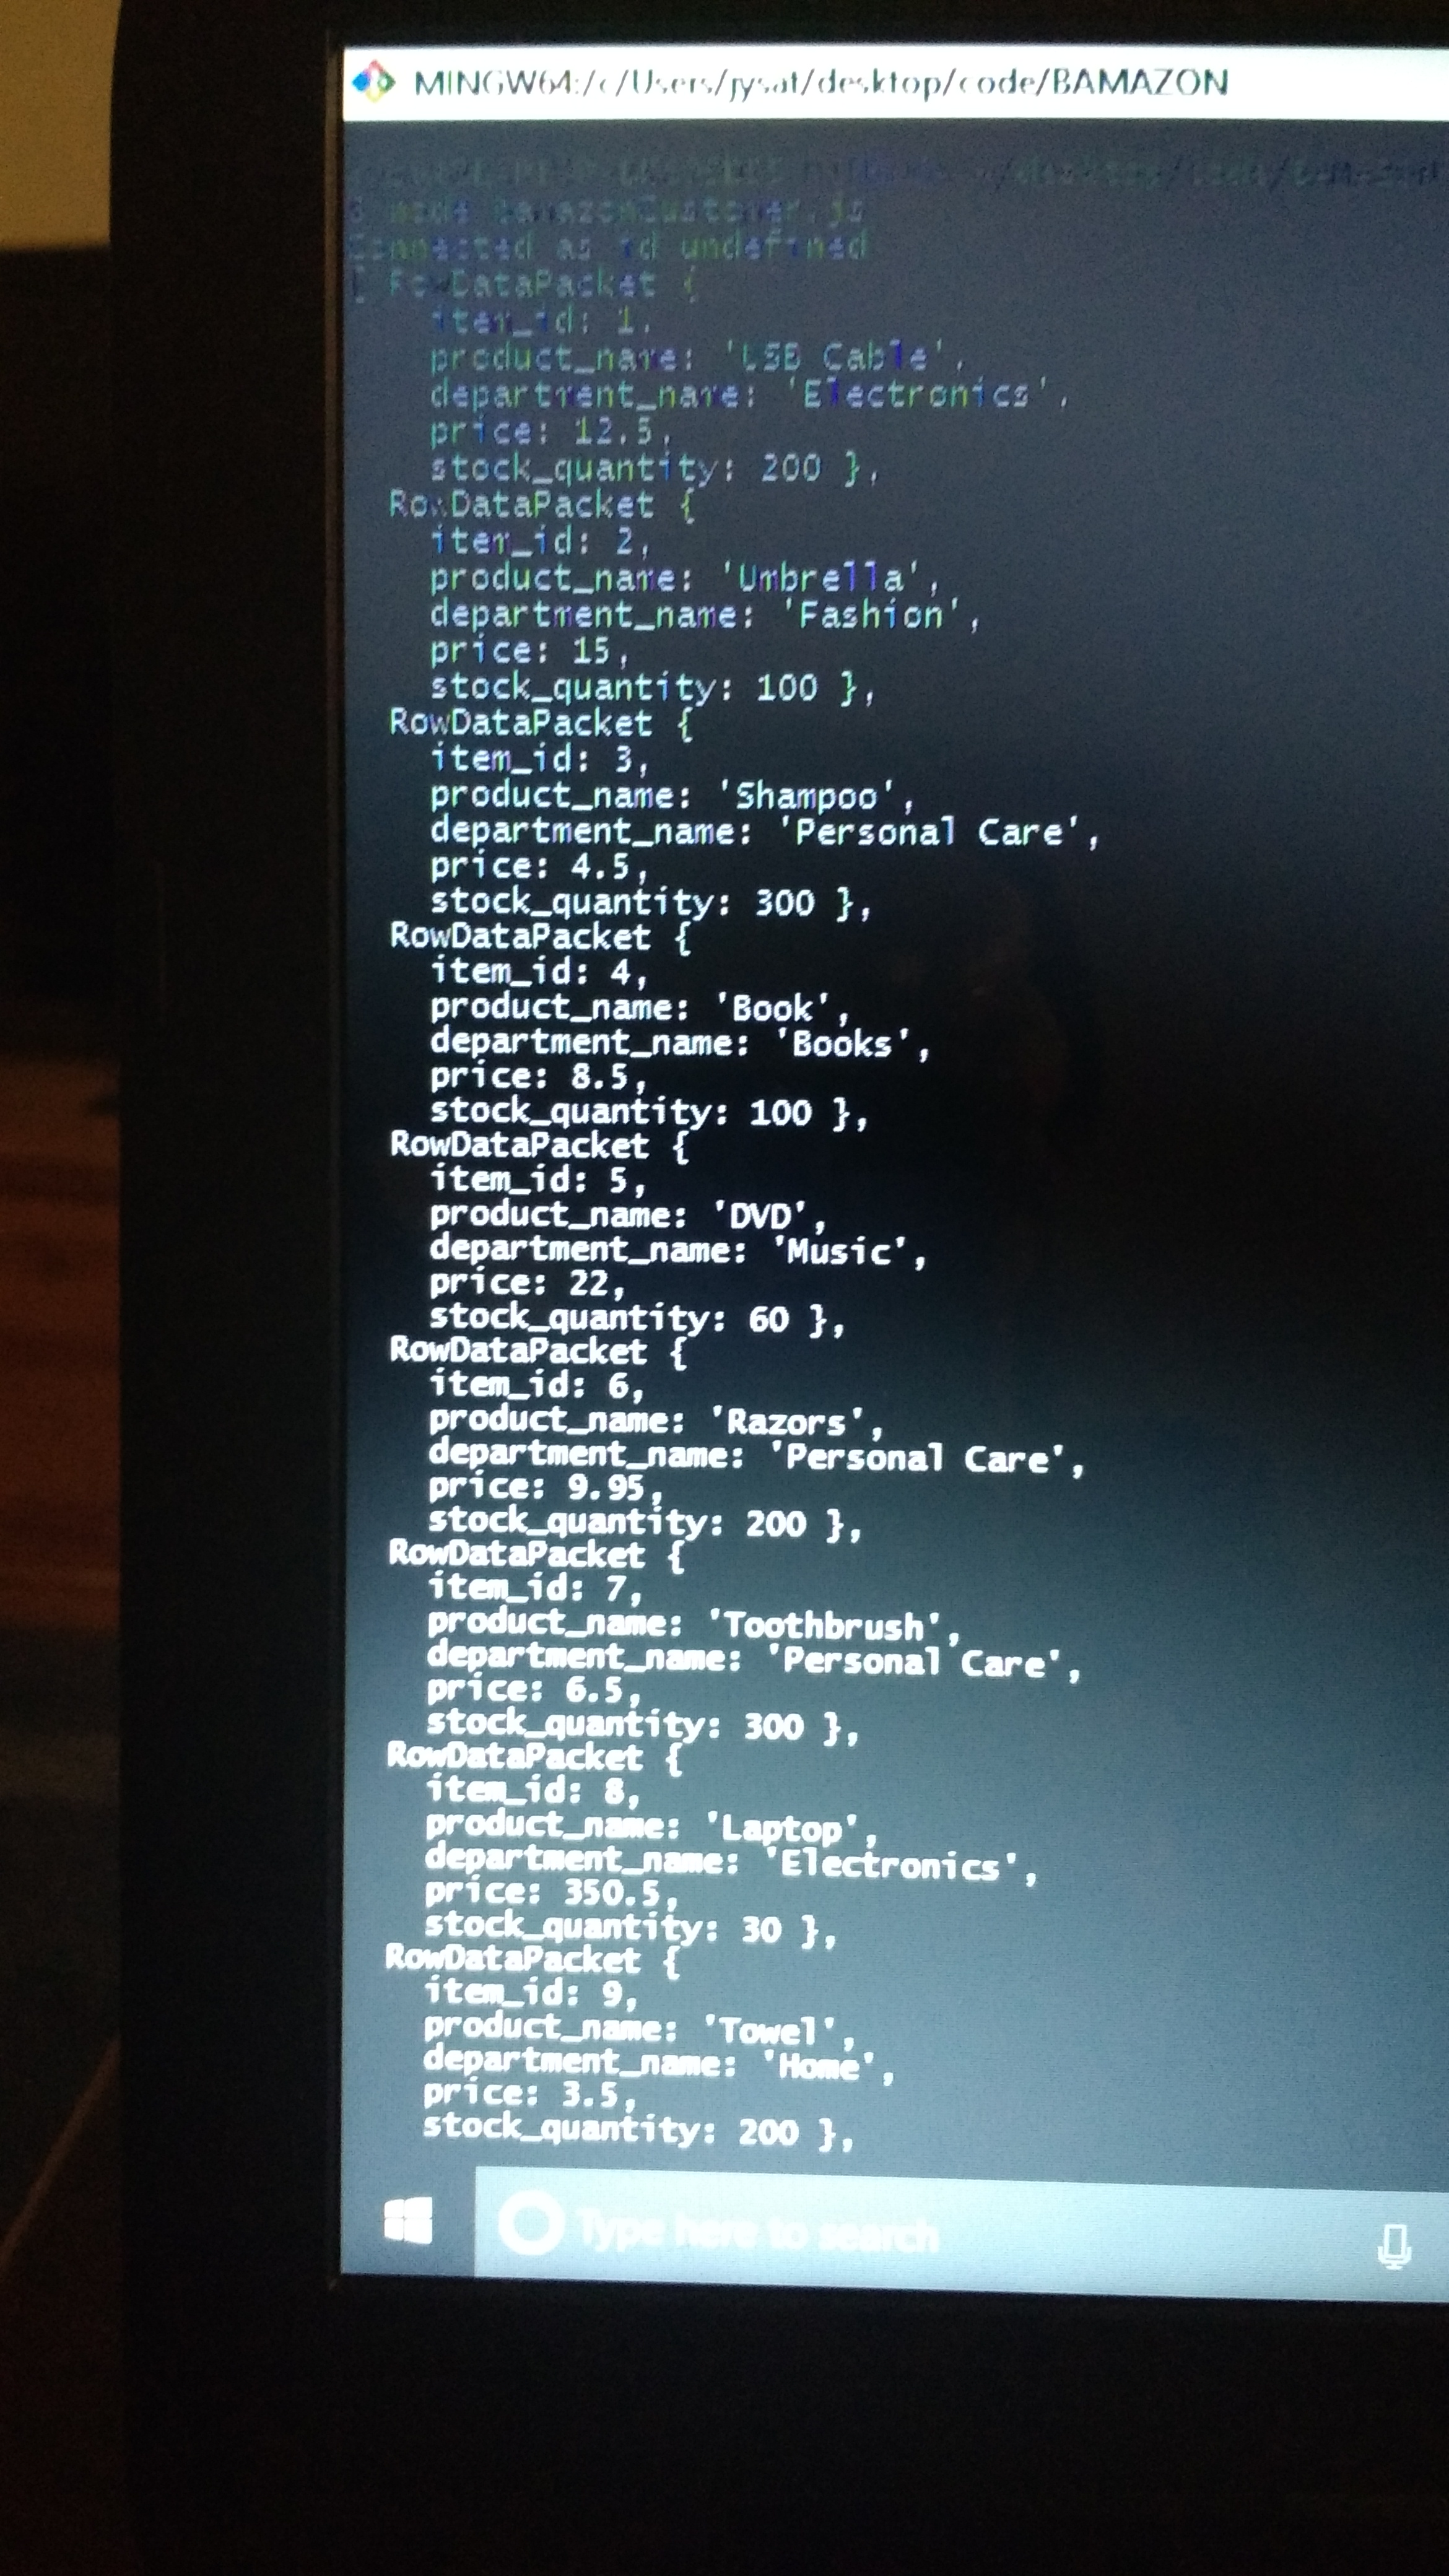 MINGW64:/c/Users/jysat/desktop/code/BAMAZON
$ node bamazonCustomer.js
Connected as id undefined
[ RowDataPacket {
item_id: 1,
product_name: 'USB Cable',
department_name: 'Electronics',
price: 12.5,
stock_quantity: 200 },
RowDataPacket {
item_id: 2,
product_name: 'Umbrella',
department_name: 'Fashion',
price: 15,
stock_quantity: 100 },
RowDataPacket {
item_id: 3,
product_name: 'Shampoo',
department_name: 'Personal Care',
price: 4.5,
stock_quantity: 300 },
RowDataPacket {
item_id: 4,
product_name: 'Book',
department_name: 'Books',
price: 8.5,
stock_quantity: 100 },
RowDataPacket {
item_id: 5,
product_name: 'DVD',
department_name: 'Music',
price: 22,
stock_quantity: 60 },
RowDataPacket {
item_id: 6,
product_name: 'Razors',
department_name: 'Personal Care',
price: 9.95,
stock_quantity: 200 },
RowDataPacket {
item_id: 7,
product_name: 'Toothbrush',
department_name: 'Personal Care',
price: 6.5,
stock_quantity: 300 },
RowDataPacket {
item_id: 8,
product_name: 'Laptop',
department_name: 'Electronics',
price: 350.5,
stock_quantity: 30 },
RowDataPacket {
item_id: 9,
product_name: 'Towel',
department_name: 'Home',
price: 3.5,
stock_quantity: 200 },
Type here to search